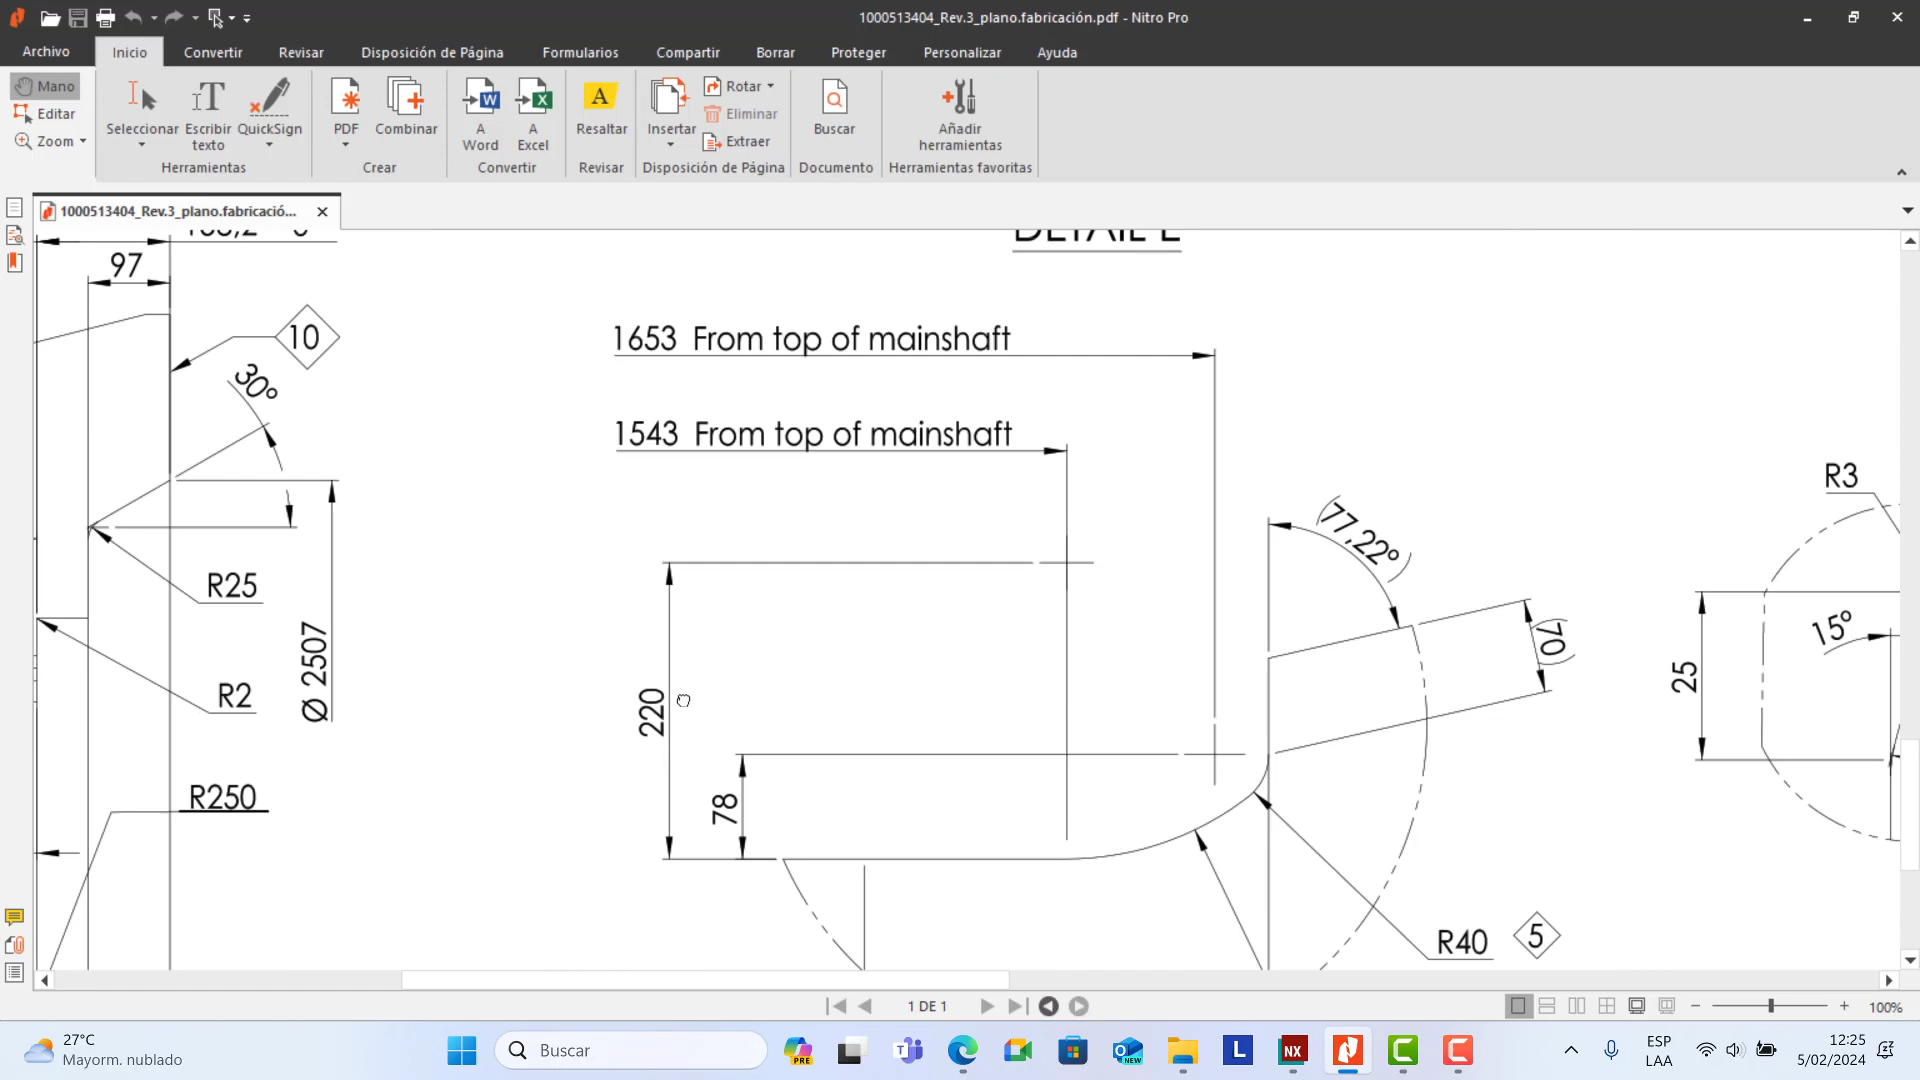 1000513404_Rev.3_plano.fabricación.pdf - Nitro Pro
Archivo
Inicio
Convertir
Revisar
Disposición de Página
Formularios
Compartir
Borrar
Proteger
Personalizar
Ayuda
Mano
Editar
Zoom
Seleccionar
Escribir texto
QuickSign
Herramientas
PDF
Combinar
Crear
A Word
A Excel
Convertir
Resaltar
Revisar
Insertar
Rotar
Eliminar
Extraer
Disposición de Página
Buscar
Documento
Añadir herramientas
Herramientas favoritas
1000513404_Rev.3_plano.fabricació...
97
10
30°
R25
Ø 2507
R2
R250
1653 From top of mainshaft
1543 From top of mainshaft
(77,22°)
(70)
220
78
R40
5
R3
15°
25
1 DE 1
100%
27°C
Mayorm. nublado
Buscar
PRE
NEW
L
NX
ESP
LAA
12:25
5/02/2024